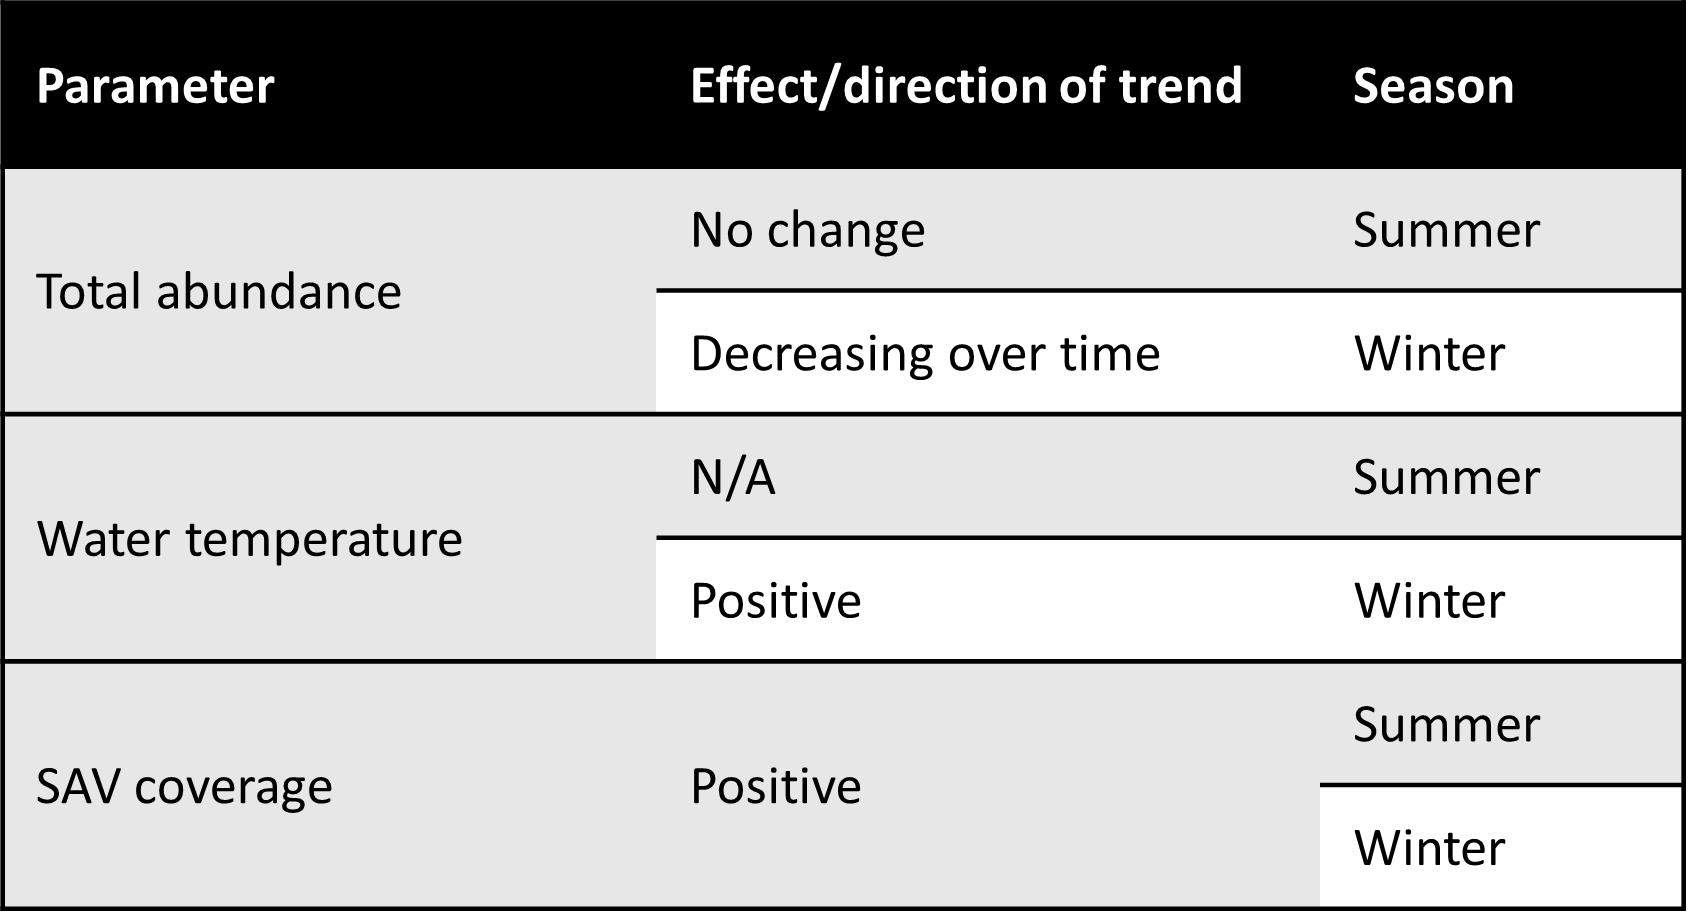 Parameter Effect/direction of trend Season
Total abundance
No change Summer
Decreasing over time Winter
Water temperature
N/A Summer
Positive Winter
SAV coverage
Positive
Summer
Winter